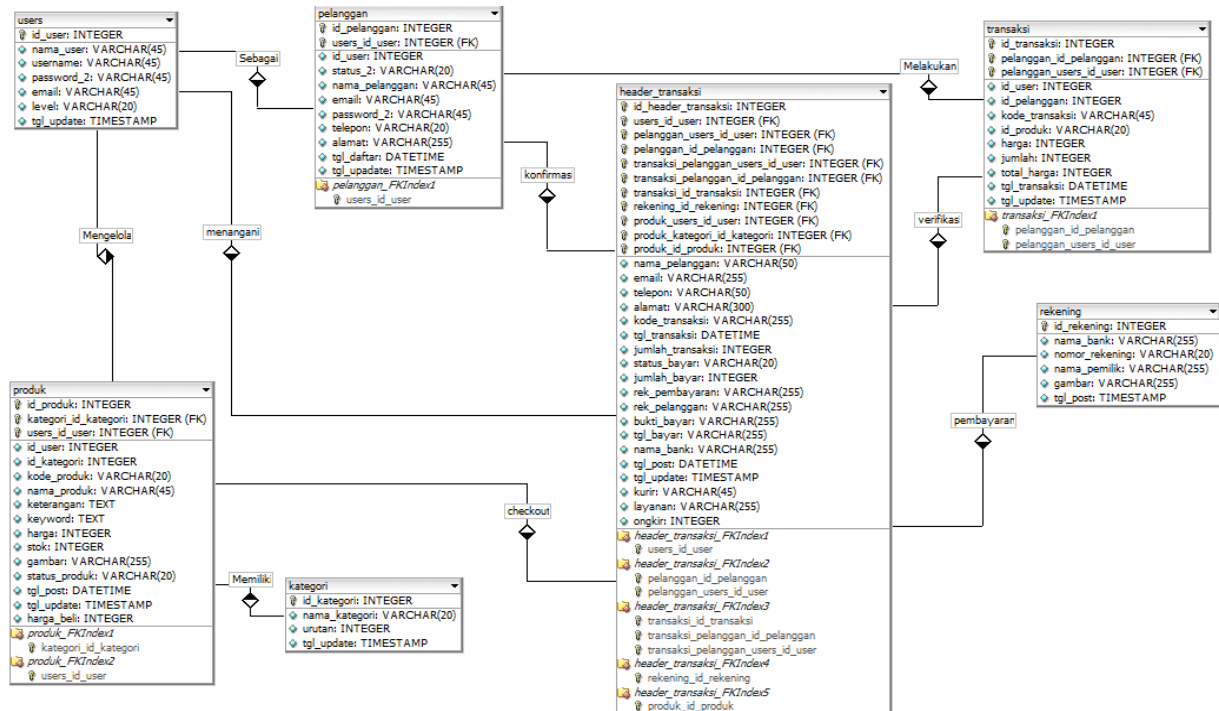 users
id_user: INTEGER
nama_user: VARCHAR(45)
username: VARCHAR(45)
password_2: VARCHAR(45)
email: VARCHAR(45)
level: VARCHAR(20)
tgl_update: TIMESTAMP
Sebagai
pelanggan
id_pelanggan: INTEGER
users_id_user: INTEGER (FK)
id_user: INTEGER
status_2: VARCHAR(20)
nama_pelanggan: VARCHAR(45)
email: VARCHAR(45)
password_2: VARCHAR(45)
telepon: VARCHAR(20)
alamat: VARCHAR(255)
tgl_daftar: DATETIME
tgl_upadate: TIMESTAMP
pelanggan_FKIndex1
users_id_user
Melakukan
transaksi
id_transaksi: INTEGER
pelanggan_id_pelanggan: INTEGER (FK)
pelanggan_users_id_user: INTEGER (FK)
id_user: INTEGER
id_pelanggan: INTEGER
kode_transaksi: VARCHAR(45)
id_produk: VARCHAR(20)
harga: INTEGER
jumlah: INTEGER
total_harga: INTEGER
tgl_transaksi: DATETIME
tgl_update: TIMESTAMP
transaksi_FKIndex1
pelanggan_id_pelanggan
pelanggan_users_id_user
header_transaksi
id_header_transaksi: INTEGER
users_id_user: INTEGER (FK)
pelanggan_users_id_user: INTEGER (FK)
pelanggan_id_pelanggan: INTEGER (FK)
transaksi_pelanggan_users_id_user: INTEGER (FK)
transaksi_pelanggan_id_pelanggan: INTEGER (FK)
transaksi_id_transaksi: INTEGER (FK)
rekening_id_rekening: INTEGER (FK)
produk_users_id_user: INTEGER (FK)
produk_kategori_id_kategori: INTEGER (FK)
produk_id_produk: INTEGER (FK)
nama_pelanggan: VARCHAR(50)
email: VARCHAR(255)
telepon: VARCHAR(50)
alamat: VARCHAR(300)
kode_transaksi: VARCHAR(255)
tgl_transaksi: DATETIME
jumlah_transaksi: INTEGER
status_bayar: VARCHAR(20)
jumlah_bayar: INTEGER
rek_pembayaran: VARCHAR(255)
rek_pelanggan: VARCHAR(255)
bukti_bayar: VARCHAR(255)
tgl_bayar: VARCHAR(255)
nama_bank: VARCHAR(255)
tgl_post: DATETIME
tgl_update: TIMESTAMP
kurir: VARCHAR(45)
layanan: VARCHAR(255)
ongkir: INTEGER
header_transaksi_FKIndex1
users_id_user
header_transaksi_FKIndex2
pelanggan_id_pelanggan
pelanggan_users_id_user
header_transaksi_FKIndex3
transaksi_id_transaksi
transaksi_pelanggan_id_pelanggan
transaksi_pelanggan_users_id_user
header_transaksi_FKIndex4
rekening_id_rekening
header_transaksi_FKIndex5
produk_id_produk
konfirmasi
verifikasi
Mengelola
menangani
rekening
id_rekening: INTEGER
nama_bank: VARCHAR(255)
nomor_rekening: VARCHAR(20)
nama_pemilik: VARCHAR(255)
gambar: VARCHAR(255)
tgl_post: TIMESTAMP
pembayaran
produk
id_produk: INTEGER
kategori_id_kategori: INTEGER (FK)
users_id_user: INTEGER (FK)
id_user: INTEGER
id_kategori: INTEGER
kode_produk: VARCHAR(20)
nama_produk: VARCHAR(45)
keterangan: TEXT
keyword: TEXT
harga: INTEGER
stok: INTEGER
gambar: VARCHAR(255)
status_produk: VARCHAR(20)
tgl_post: DATETIME
tgl_update: TIMESTAMP
harga_beli: INTEGER
produk_FKIndex1
kategori_id_kategori
produk_FKIndex2
users_id_user
checkout
Memilik
kategori
id_kategori: INTEGER
nama_kategori: VARCHAR(20)
urutan: INTEGER
tgl_update: TIMESTAMP